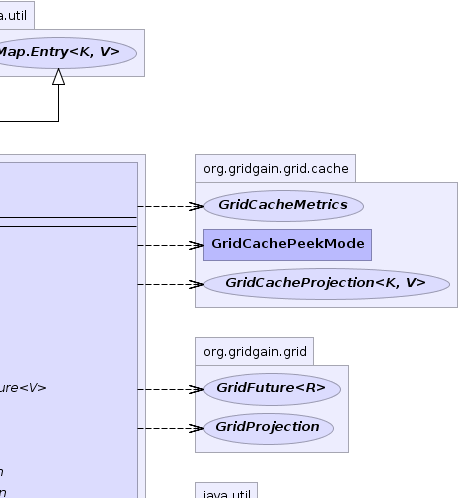 a.util
Map.Entry<K, V>
org.gridgain.grid.cache
GridCacheMetrics
GridCachePeekMode
GridCacheProjection<K, V>
org.gridgain.grid
GridFuture<R>
ure<V>
GridProjection
n
n
java.util